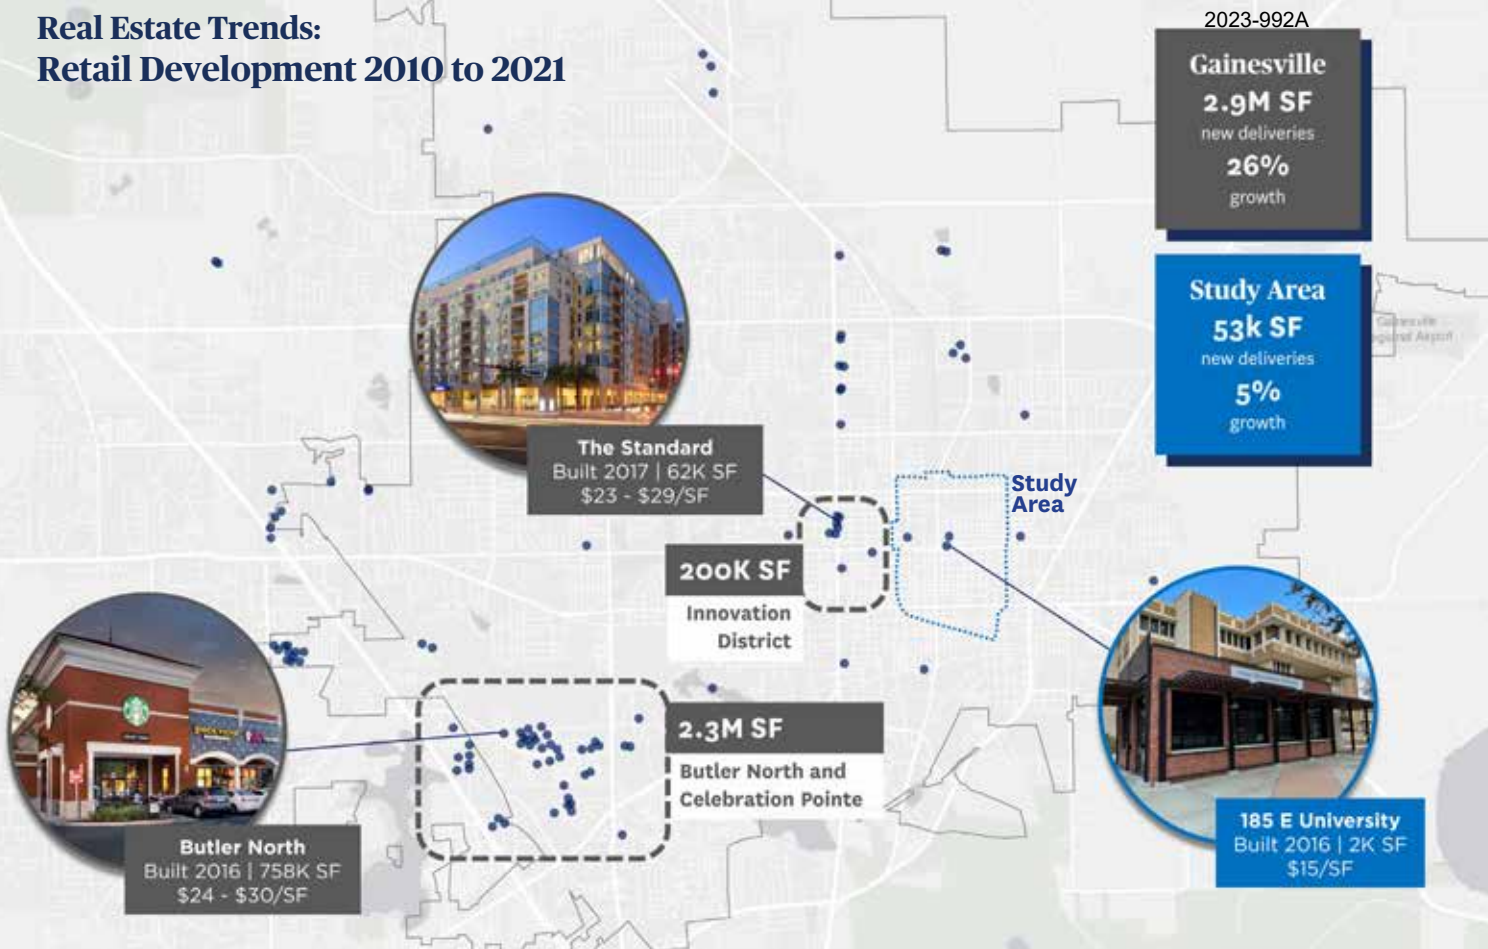 Real Estate Trends:
Retail Development 2010 to 2021
2023-992A
Gainesville
2.9M SF
new deliveries
26%
growth
Study Area
53k SF
new deliveries
5%
growth
Gainesville
Regional Airport
The Standard
Built 2017 | 62K SF
$23 - $29/SF
Study
Area
200K SF
Innovation
District
2.3M SF
Butler North and
Celebration Pointe
Butler North
Built 2016 | 758K SF
$24 - $30/SF
185 E University
Built 2016 | 2K SF
$15/SF